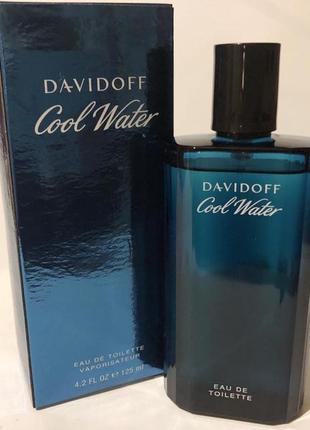 DAVIDOFF
Cool Water
EAU DE TOILETTE
VAPORISATEUR
4.2 FL OZ e 125 ml
DAVIDOFF
Cool Water
EAU DE
TOILETTE